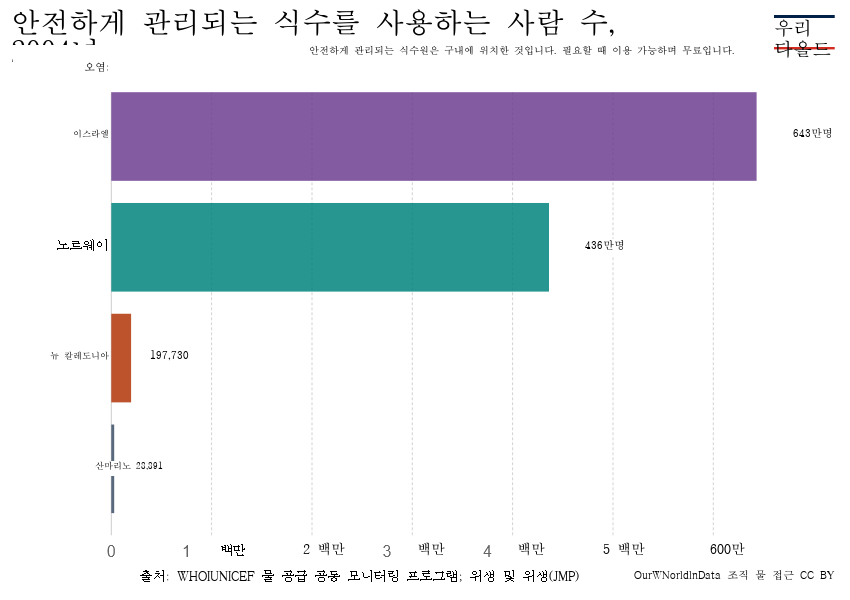 안전하게 관리되는 식수를 사용하는 사람 수,
안전하게 관리되는 식수원은 구내에 위치한 것입니다. 필요할 때 이용 가능하며 무료입니다.
우리
다올드
오염:
이스라엘
643만명
노르웨이
436만명
뉴 칼레도니아
197,730
산마리노 28,891
0 1 백만 2 백만 3 백만 4 백만 5 백만 600만
출처: WHOIUNICEF 물 공급 공동 모니터링 프로그램; 위생 및 위생(JMP)
OurWNorldInData 조직 물 접근 CC BY